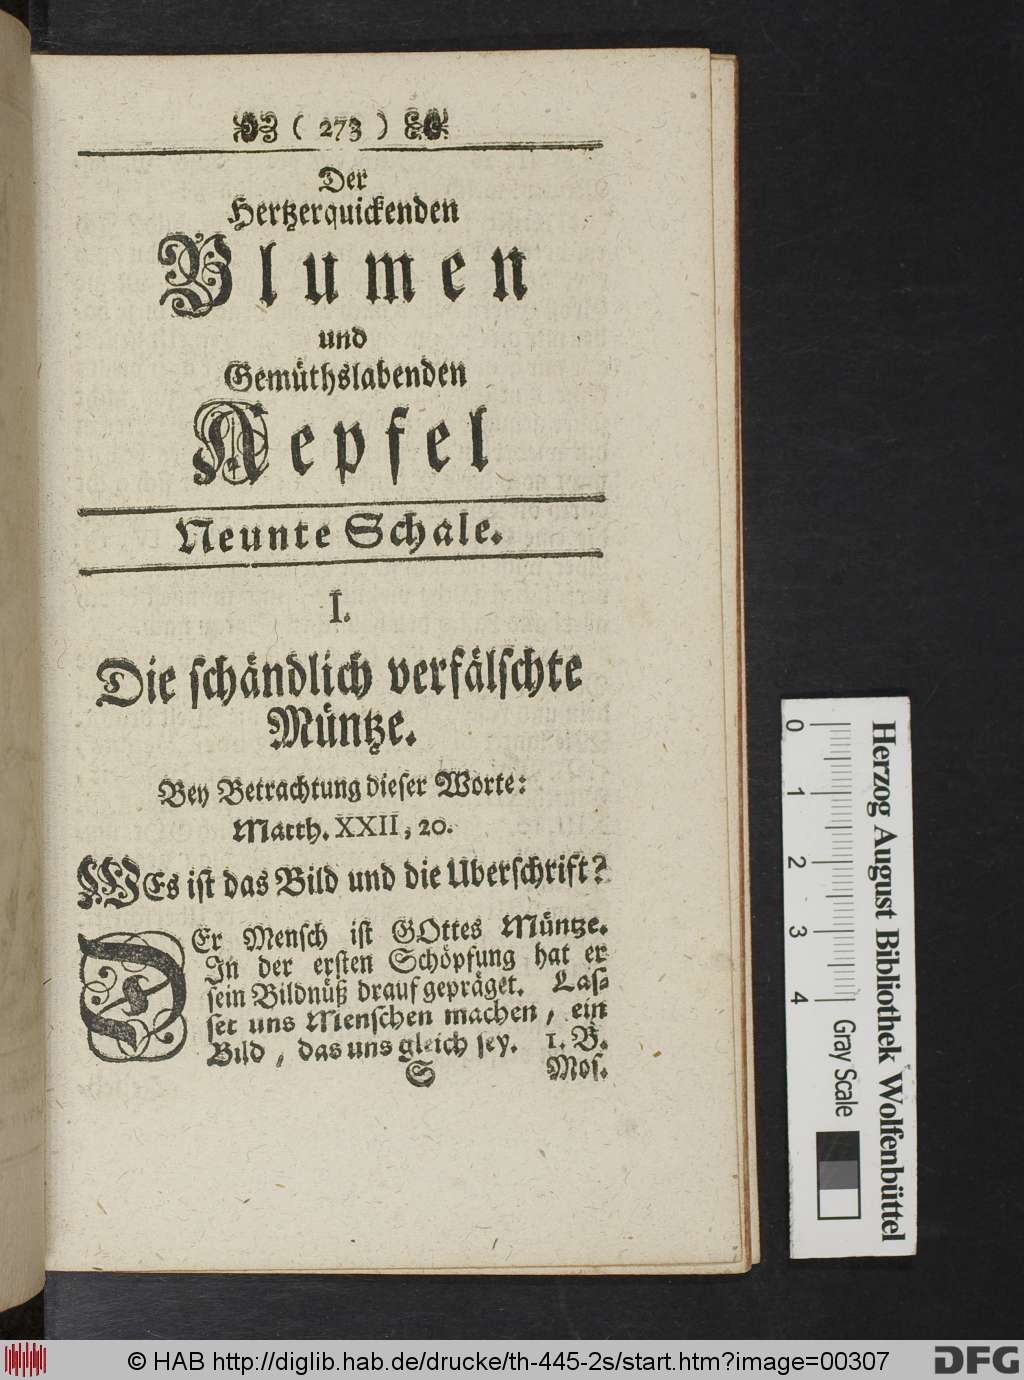 ( 273 )
Der
Hertzerquickenden
Blumen
und
Gemüthslabenden
Aepfel
Neunte Schale.
I.
Die schändlich verfälschte
Müntze.
Bey Betrachtung dieser Worte:
Matth. XXII, 20.
WEs ist das Bild und die Uberschrift?
DEr Mensch ist GOttes Müntze.
In der ersten Schöpfung hat er
sein Bildnüß drauf gepräget. Las-
set uns Menschen machen, ein
Bild, das uns gleich sey. 1. B.
S Mos.
Herzog August Bibliothek Wolfenbüttel
0 1 2 3 4 Gray Scale
© HAB http://diglib.hab.de/drucke/th-445-2s/start.htm?image=00307
DFG